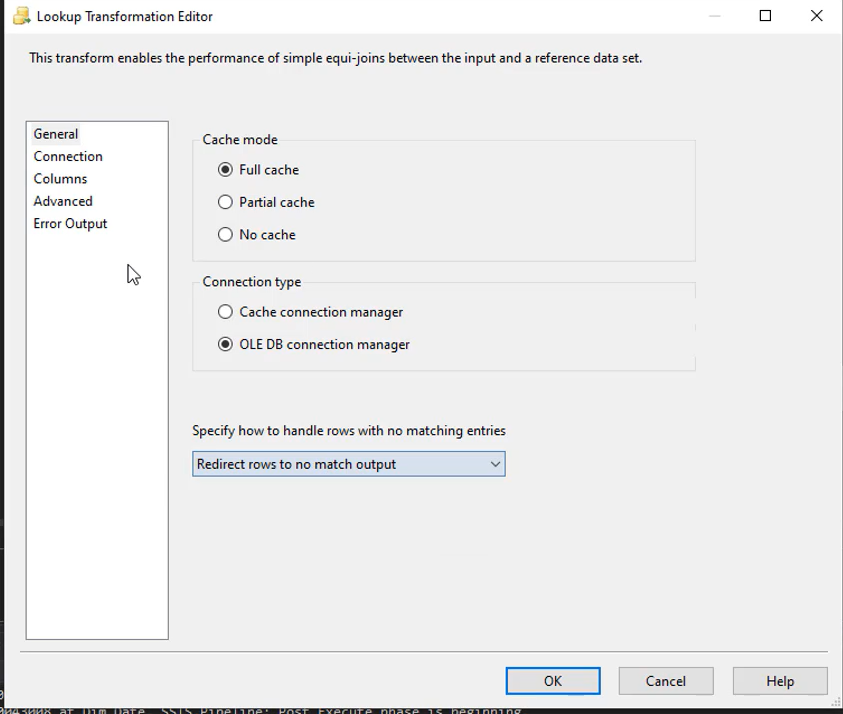 Lookup Transformation Editor
This transform enables the performance of simple equi-joins between the input and a reference data set.
General
Connection
Columns
Advanced
Error Output
Cache mode
Full cache
Partial cache
No cache
Connection type
Cache connection manager
OLE DB connection manager
Specify how to handle rows with no matching entries
Redirect rows to no match output
OK
Cancel
Help
at Dim Date, SSIS.Pipeline: Post Execute phase is beginning.